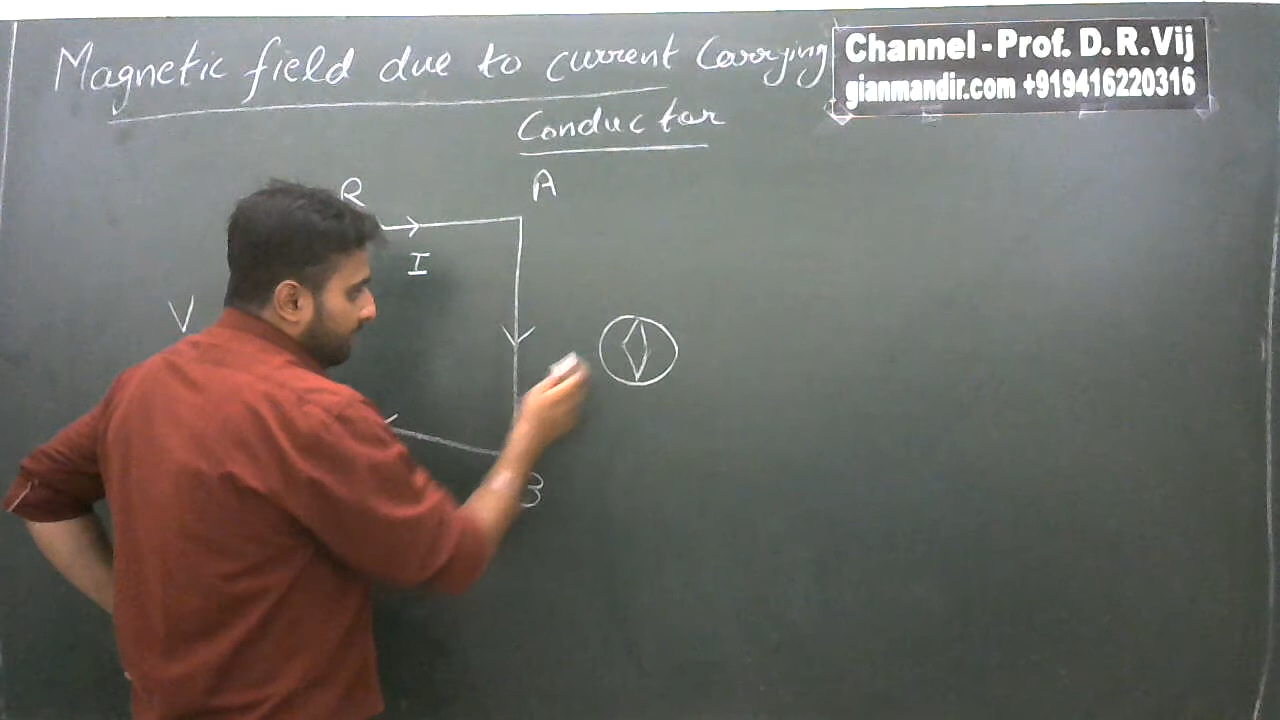 Magnetic field due to current Carrying
Conductor
Channel - Prof. D. R. Vij
gianmandir.com +919416220316
R
A
I
V
B